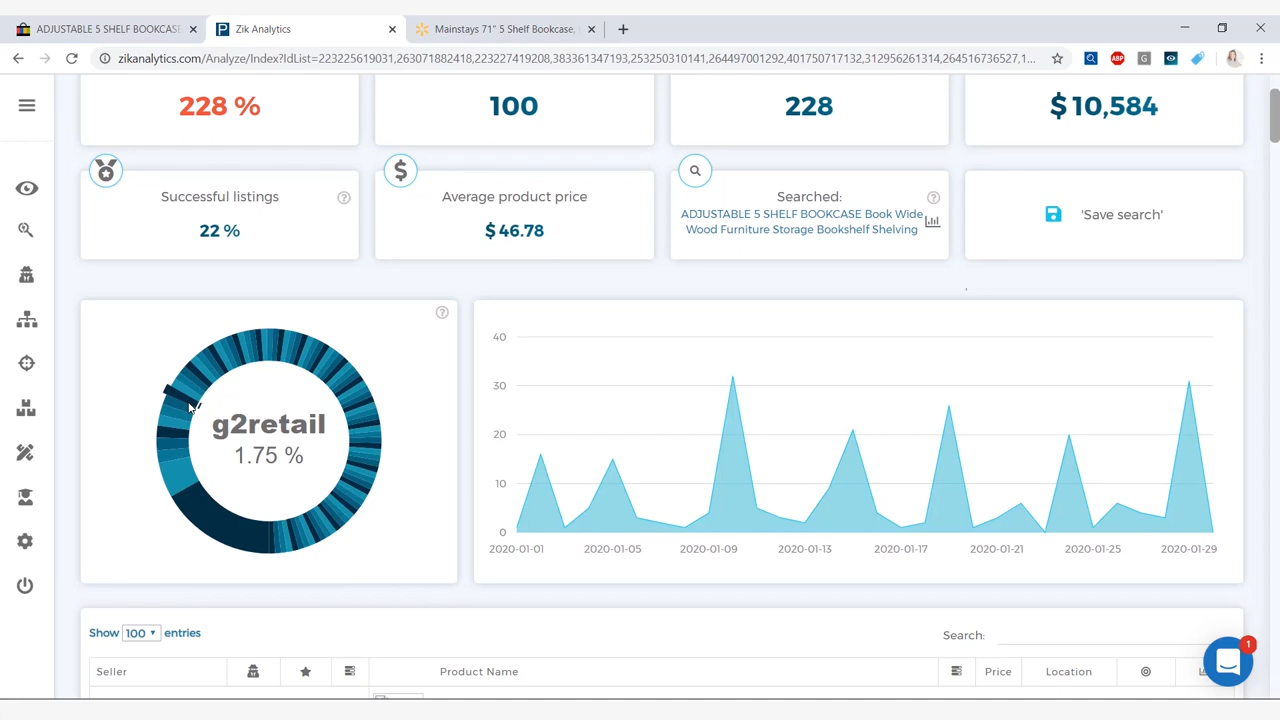 ADJUSTABLE 5 SHELF BOOKCASE
Zik Analytics
Mainstays 71" 5 Shelf Bookcase,
zikanalytics.com/Analyze/Index?IdList=223225619021,263971182410,222327419208,383361347193,253250310141,264497001292,401750717132,312956261314,264516736527,1...
ABP
228 %
100
228
$ 10,584
Successful listings
22 %
Average product price
$ 46.78
Searched:
ADJUSTABLE 5 SHELF BOOKCASE Book Wide
Wood Furniture Storage Bookshelf Shelving
'Save search'
g2retail
1.75 %
40
30
20
10
0
2020-01-01 2020-01-05 2020-01-09 2020-01-13 2020-01-17 2020-01-21 2020-01-25 2020-01-29
Show 100 entries
Search:
Seller Product Name Price Location
1